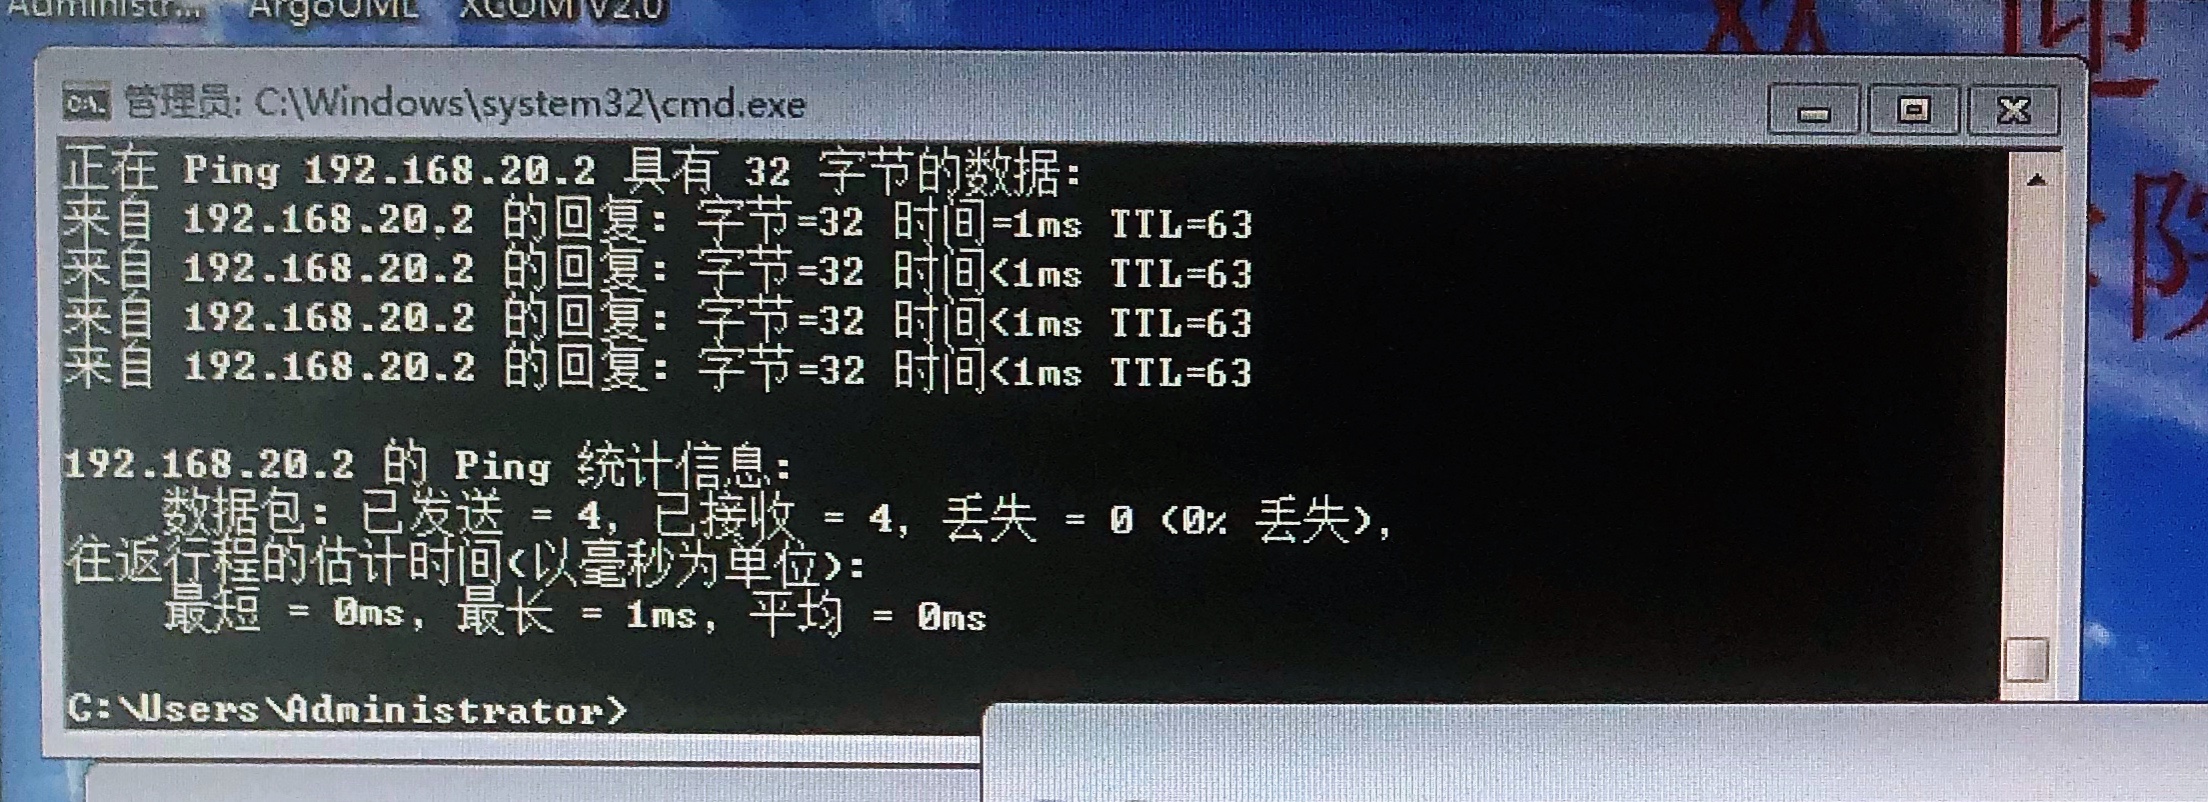 Administr... ArgoUML XCOM V2.0
管理员: C:\Windows\system32\cmd.exe
正在 Ping 192.168.20.2 具有 32 字节的数据:
来自 192.168.20.2 的回复: 字节=32 时间=1ms TTL=63
来自 192.168.20.2 的回复: 字节=32 时间<1ms TTL=63
来自 192.168.20.2 的回复: 字节=32 时间<1ms TTL=63
来自 192.168.20.2 的回复: 字节=32 时间<1ms TTL=63
192.168.20.2 的 Ping 统计信息:
数据包: 已发送 = 4, 已接收 = 4, 丢失 = 0 (0% 丢失),
往返行程的估计时间(以毫秒为单位):
最短 = 0ms, 最长 = 1ms, 平均 = 0ms
C:\Users\Administrator>